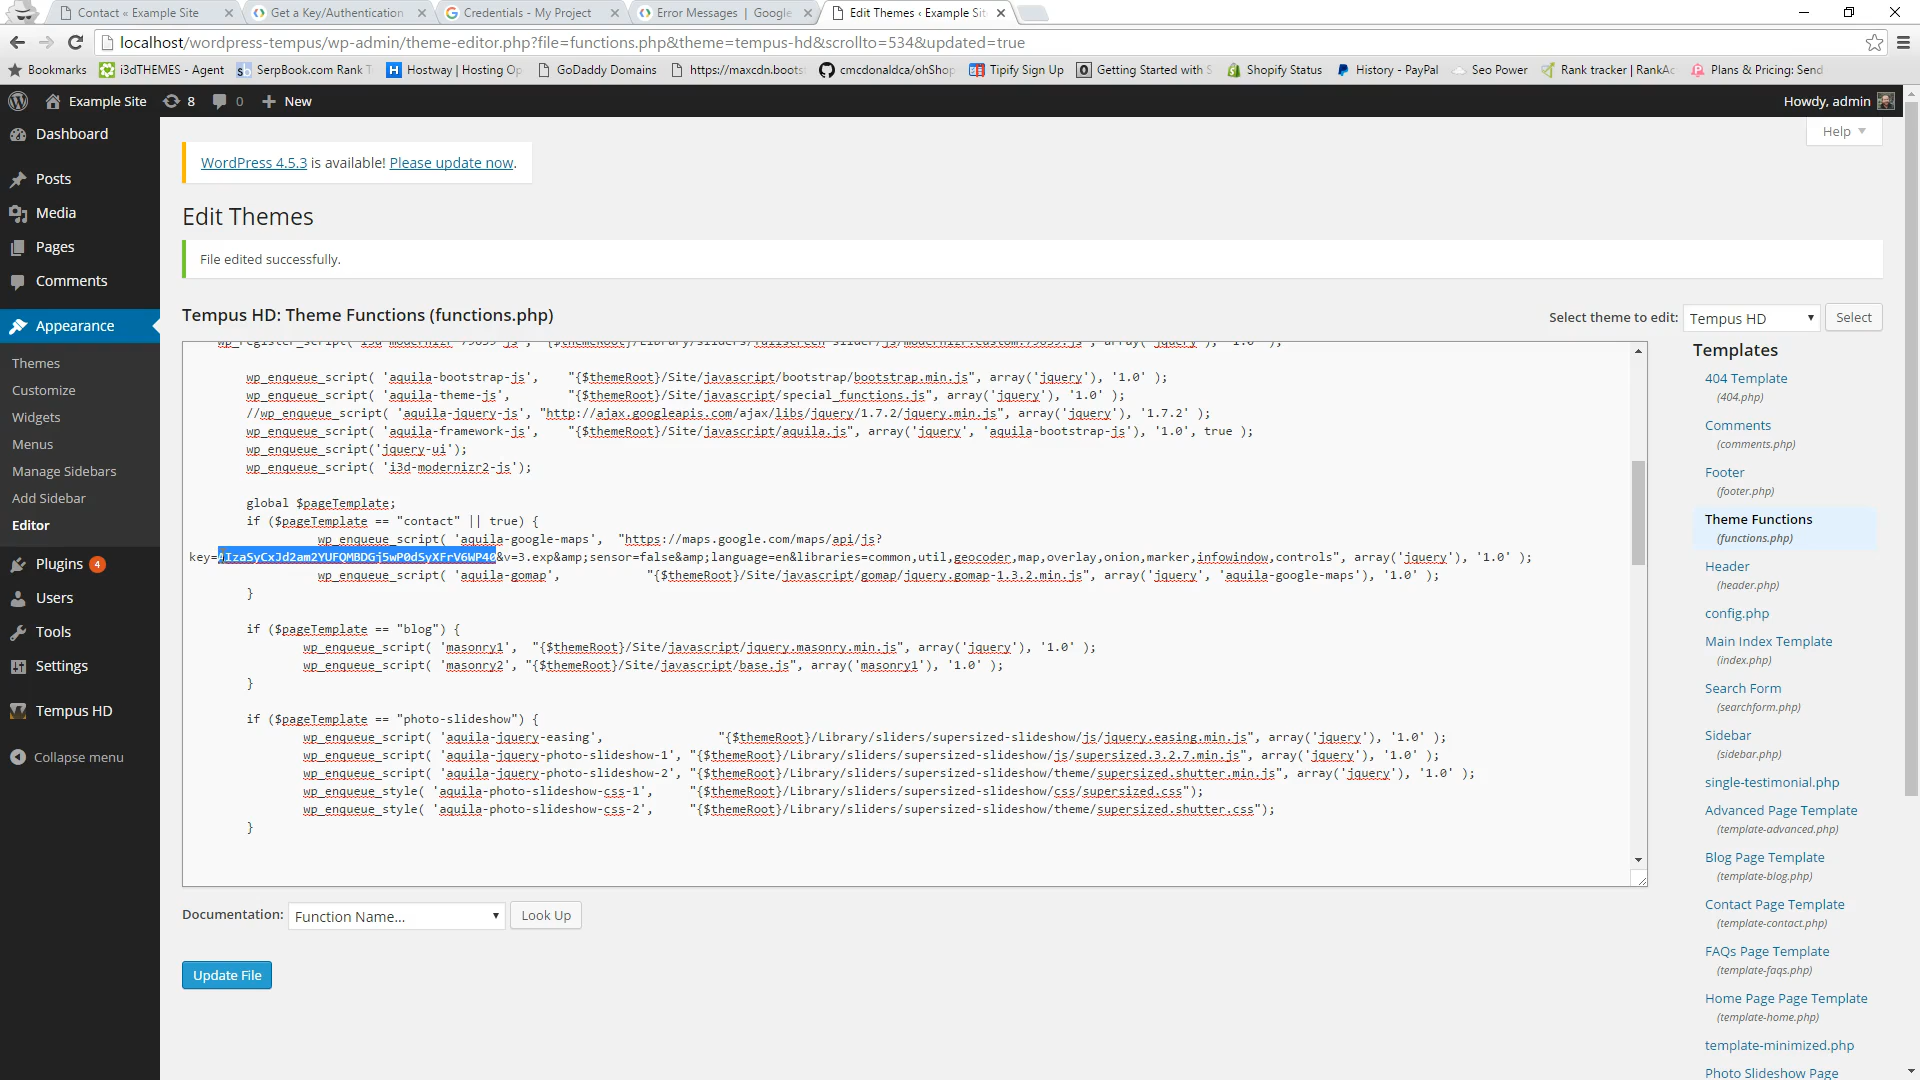 Contact « Example Site
Get a Key/Authentication
Credentials - My Project
Error Messages | Google
Edit Themes ‹ Example Sit
localhost/wordpress-tempus/wp-admin/theme-editor.php?file=functions.php&theme=tempus-hd&scrollto=534&updated=true
Bookmarks
i3dTHEMES - Agent
SerpBook.com Rank T
Hostway | Hosting Op
GoDaddy Domains
https://maxcdn.boots
cmcdonaldca/ohShop
Tipify Sign Up
Getting Started with S
Shopify Status
History - PayPal
Seo Power
Rank tracker | RankAc
Plans & Pricing: Send
Example Site
8
0
New
Howdy, admin
Help
Dashboard
Posts
Media
Pages
Comments
Appearance
Themes
Customize
Widgets
Menus
Manage Sidebars
Add Sidebar
Editor
Plugins 4
Users
Tools
Settings
Tempus HD
Collapse menu
WordPress 4.5.3 is available! Please update now.
Edit Themes
File edited successfully.
Tempus HD: Theme Functions (functions.php)
Select theme to edit: Tempus HD Select
wp_enqueue_script( 'aquila-bootstrap-js', "{$themeRoot}/Site/javascript/bootstrap/bootstrap.min.js", array('jquery'), '1.0' );
wp_enqueue_script( 'aquila-theme-js', "{$themeRoot}/Site/javascript/special_functions.js", array('jquery'), '1.0' );
//wp_enqueue_script( 'aquila-jquery-js', "http://ajax.googleapis.com/ajax/libs/jquery/1.7.2/jquery.min.js", array('jquery'), '1.7.2' );
wp_enqueue_script( 'aquila-framework-js', "{$themeRoot}/Site/javascript/aquila.js", array('jquery', 'aquila-bootstrap-js'), '1.0', true );
wp_enqueue_script('jquery-ui');
wp_enqueue_script( 'i3d-modernizr2-js');
global $pageTemplate;
if ($pageTemplate == "contact" || true) {
wp_enqueue_script( 'aquila-google-maps', "https://maps.google.com/maps/api/js?
key=AIzaSyCxJd2am2YUFQMBDGj5wP0dSyXFrV6WP40&v=3.exp&amp;sensor=false&amp;language=en&libraries=common,util,geocoder,map,overlay,onion,marker,infowindow,controls", array('jquery'), '1.0' );
wp_enqueue_script( 'aquila-gomap', "{$themeRoot}/Site/javascript/gomap/jquery.gomap-1.3.2.min.js", array('jquery', 'aquila-google-maps'), '1.0' );
}
if ($pageTemplate == "blog") {
wp_enqueue_script( 'masonry1', "{$themeRoot}/Site/javascript/jquery.masonry.min.js", array('jquery'), '1.0' );
wp_enqueue_script( 'masonry2', "{$themeRoot}/Site/javascript/base.js", array('masonry1'), '1.0' );
}
if ($pageTemplate == "photo-slideshow") {
wp_enqueue_script( 'aquila-jquery-easing', "{$themeRoot}/Library/sliders/supersized-slideshow/js/jquery.easing.min.js", array('jquery'), '1.0' );
wp_enqueue_script( 'aquila-jquery-photo-slideshow-1', "{$themeRoot}/Library/sliders/supersized-slideshow/js/supersized.3.2.7.min.js", array('jquery'), '1.0' );
wp_enqueue_script( 'aquila-jquery-photo-slideshow-2', "{$themeRoot}/Library/sliders/supersized-slideshow/theme/supersized.shutter.min.js", array('jquery'), '1.0' );
wp_enqueue_style( 'aquila-photo-slideshow-css-1', "{$themeRoot}/Library/sliders/supersized-slideshow/css/supersized.css");
wp_enqueue_style( 'aquila-photo-slideshow-css-2', "{$themeRoot}/Library/sliders/supersized-slideshow/theme/supersized.shutter.css");
}
Documentation: Function Name... Look Up
Update File
Templates
404 Template
(404.php)
Comments
(comments.php)
Footer
(footer.php)
Theme Functions
(functions.php)
Header
(header.php)
config.php
Main Index Template
(index.php)
Search Form
(searchform.php)
Sidebar
(sidebar.php)
single-testimonial.php
Advanced Page Template
(template-advanced.php)
Blog Page Template
(template-blog.php)
Contact Page Template
(template-contact.php)
FAQs Page Template
(template-faqs.php)
Home Page Page Template
(template-home.php)
template-minimized.php
Photo Slideshow Page